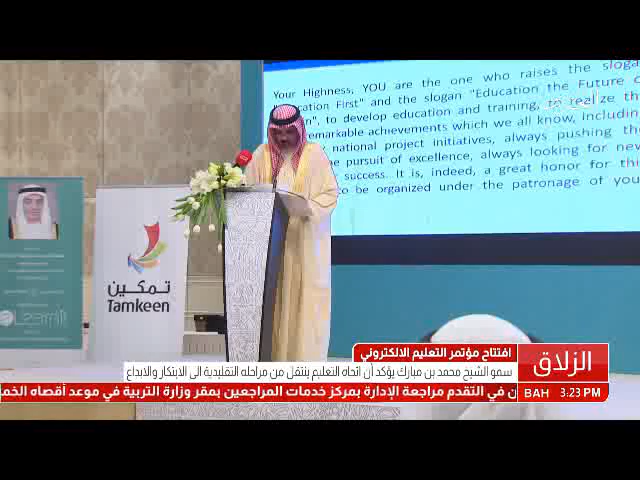 Your Highness, YOU are the one who raises the slogan
Education First" and the slogan "Education the Future o
n", to develop education and training, to realize th
remarkable achievements which we all know, including
national project initiatives, always pushing the
e pursuit of excellence, always looking for new
success. It is, indeed, a great honor for the
to be organized under the patronage of you
تمكين
Tamkeen
افتتاح مؤتمر التعليم الالكتروني
الزلاق
سمو الشيخ محمد بن مبارك يؤكد أن اتجاه التعليم ينتقل من مراحله التقليدية الى الابتكار والابداع
ن في التقدم مراجعة الإدارة بمركز خدمات المراجعين بمقر وزارة التربية في موعد أقصاه الخم
BAH 3:23 PM